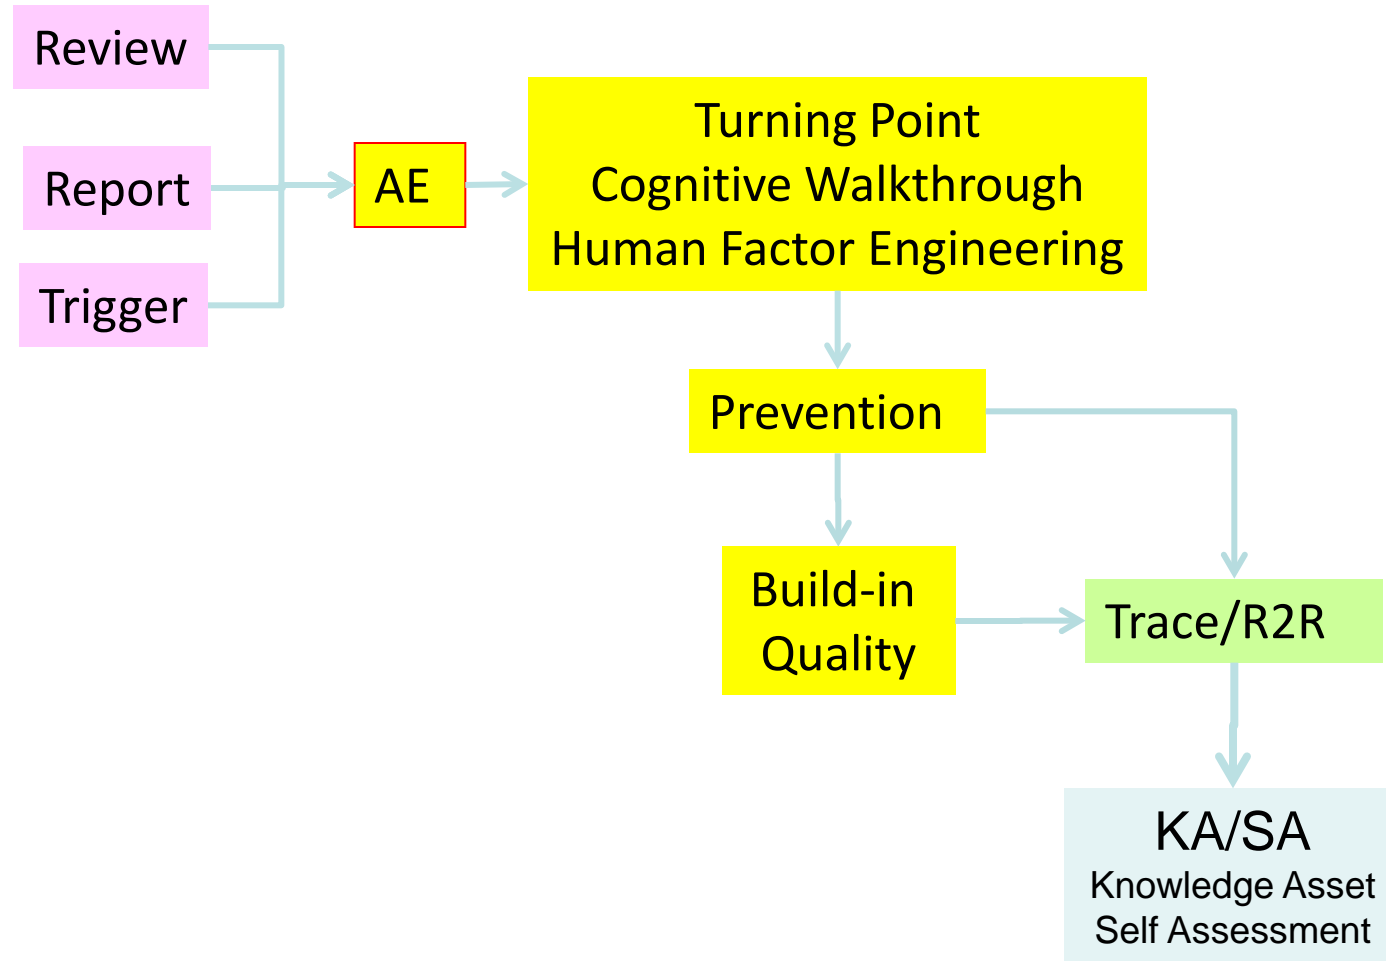 Review
Report
Trigger
AE
Turning Point
Cognitive Walkthrough
Human Factor Engineering
Prevention
Build-in
Quality
Trace/R2R
KA/SA
Knowledge Asset
Self Assessment